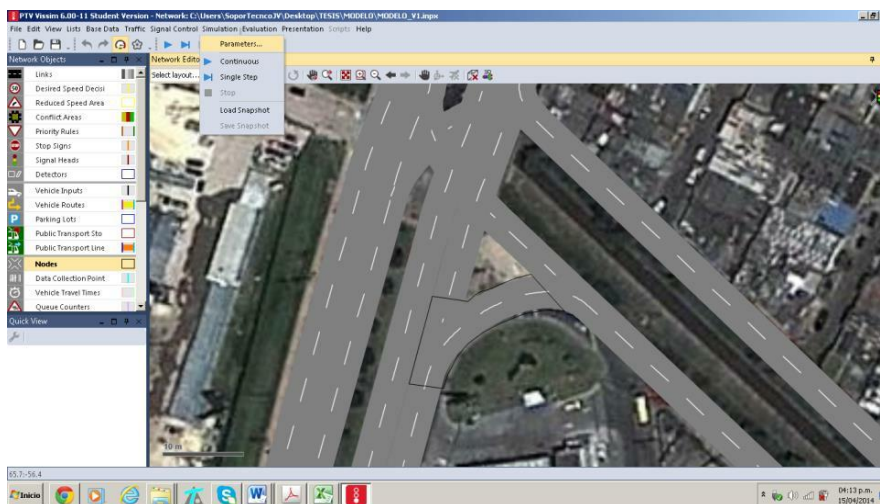 PTV Vissim 6.00-11 Student Version - Network: C:\Users\SoporTecncoJV\Desktop\TESIS\MODELO\MODELO_V1.inpx
File Edit View Lists Base Data Traffic Signal Control Simulation Evaluation Presentation Scripts Help
Network Objects
Network Edito
Select layout...
Parameters...
Continuous
Single Step
Stop
Load Snapshot
Save Snapshot
Links
Desired Speed Decisi
Reduced Speed Area
Conflict Areas
Priority Rules
Stop Signs
Signal Heads
Detectors
Vehicle Inputs
Vehicle Routes
Parking Lots
Public Transport Sto
Public Transport Line
Nodes
Data Collection Point
Vehicle Travel Times
Queue Counters
Quick View
10 m
65.7:-56.4
Inicio
04:13 p.m.
15/04/2014